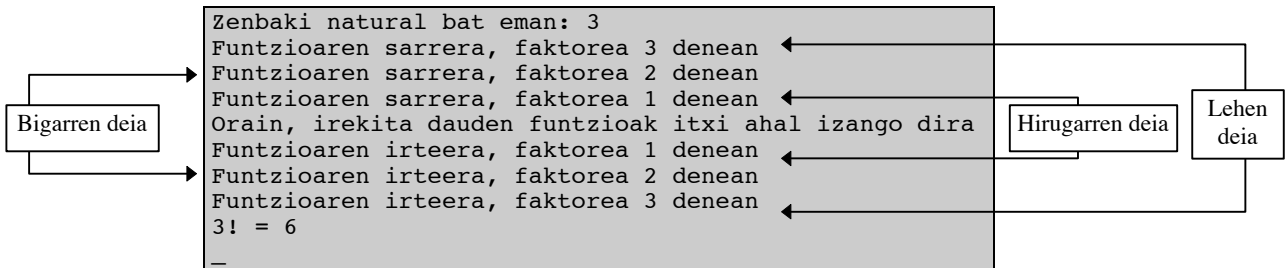 Zenbaki natural bat eman: 3
Funtzioaren sarrera, faktorea 3 denean
Funtzioaren sarrera, faktorea 2 denean
Funtzioaren sarrera, faktorea 1 denean
Orain, irekita dauden funtzioak itxi ahal izango dira
Funtzioaren irteera, faktorea 1 denean
Funtzioaren irteera, faktorea 2 denean
Funtzioaren irteera, faktorea 3 denean
3! = 6
_
Bigarren deia
Hirugarren deia
Lehen
deia